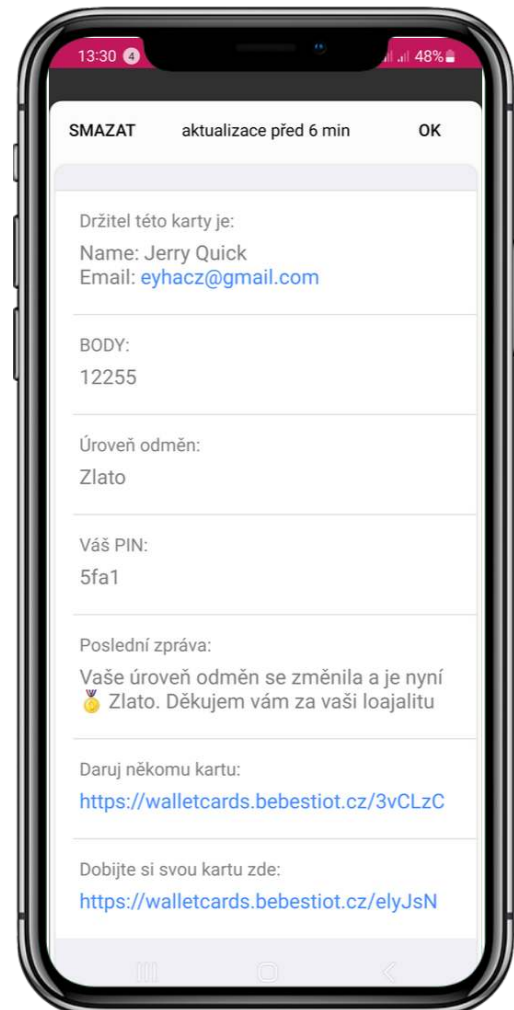 13:30 4 48%
SMAZAT aktualizace před 6 min OK
Držitel této karty je:
Name: Jerry Quick
Email: eyhacz@gmail.com
BODY:
12255
Úroveň odměn:
Zlato
Váš PIN:
5fa1
Poslední zpráva:
Vaše úroveň odměn se změnila a je nyní
🏅 Zlato. Děkujem vám za vaši loajalitu
Daruj někomu kartu:
https://walletcards.bebestiot.cz/3vCLzC
Dobijte si svou kartu zde:
https://walletcards.bebestiot.cz/elyJsN